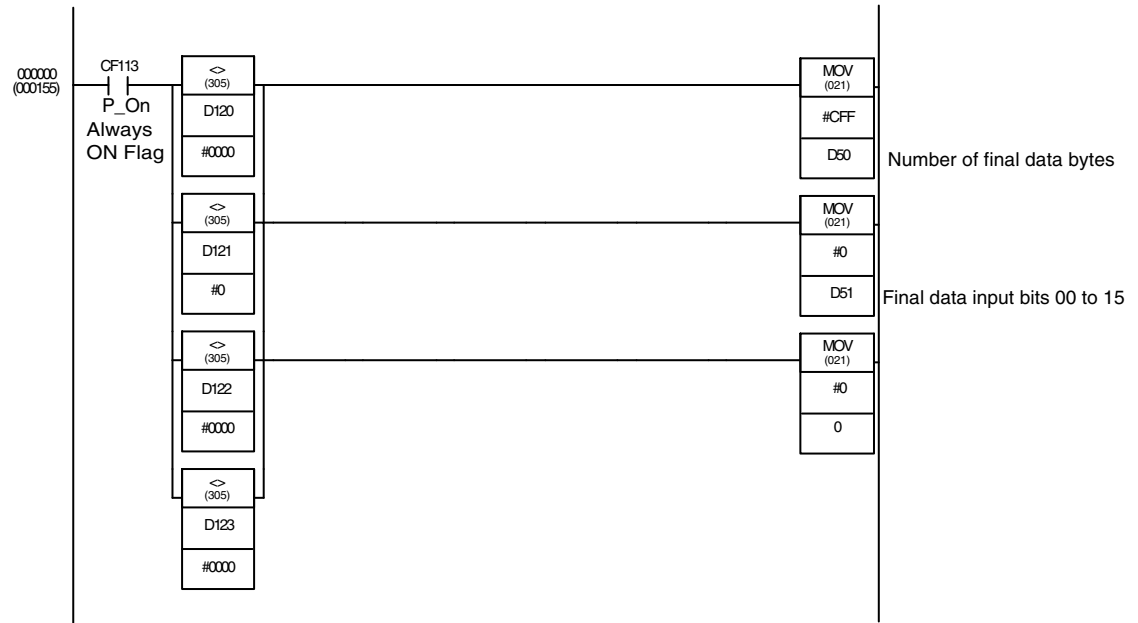 000000
(000155)
CF113
P_On
Always
ON Flag
<>
(305)
D120
#0000
MOV
(021)
#CFF
D50
Number of final data bytes
<>
(305)
D121
#0
MOV
(021)
#0
D51
Final data input bits 00 to 15
<>
(305)
D122
#0000
MOV
(021)
#0
0
<>
(305)
D123
#0000